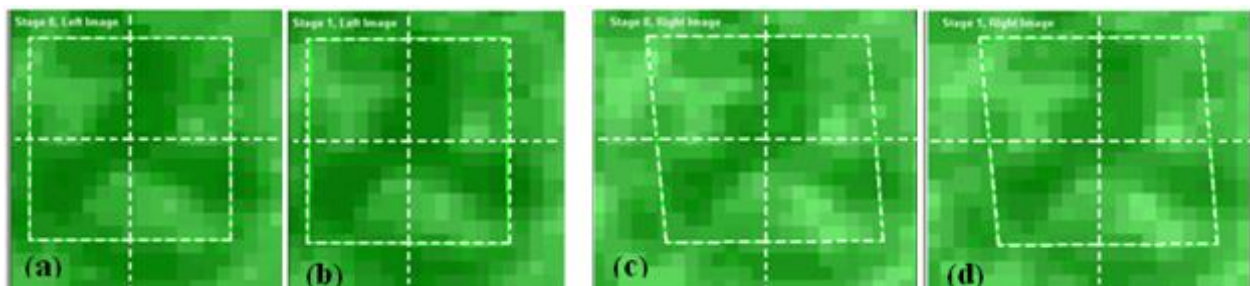 Stage 0, Left Image
Stage 1, Left Image
Stage 0, Right Image
Stage 1, Right Image
(a)
(b)
(c)
(d)